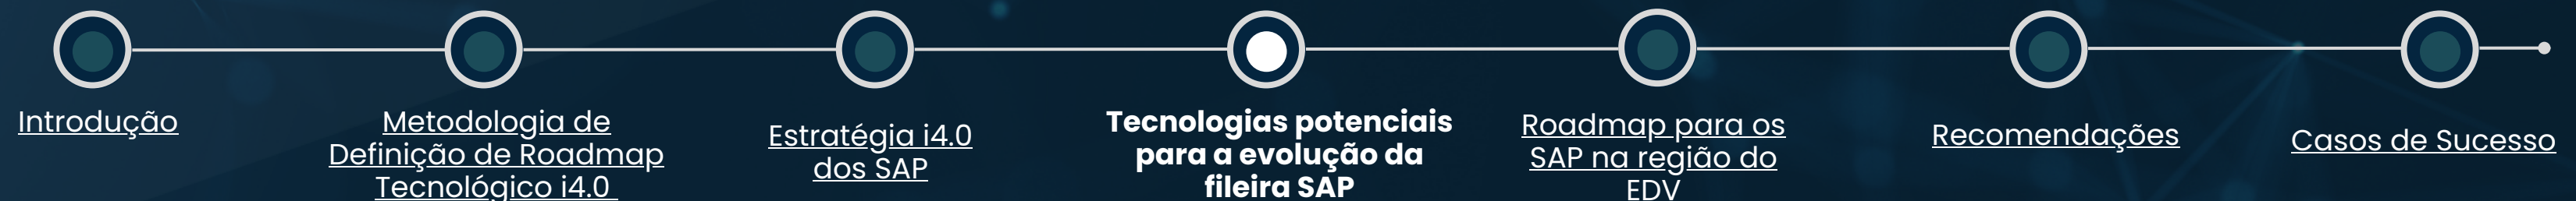 Introdução
Metodologia de
Definição de Roadmap
Tecnológico i4.0
Estratégia i4.0
dos SAP
Tecnologias potenciais
para a evolução da
fileira SAP
Roadmap para os
SAP na região do
EDV
Recomendações
Casos de Sucesso